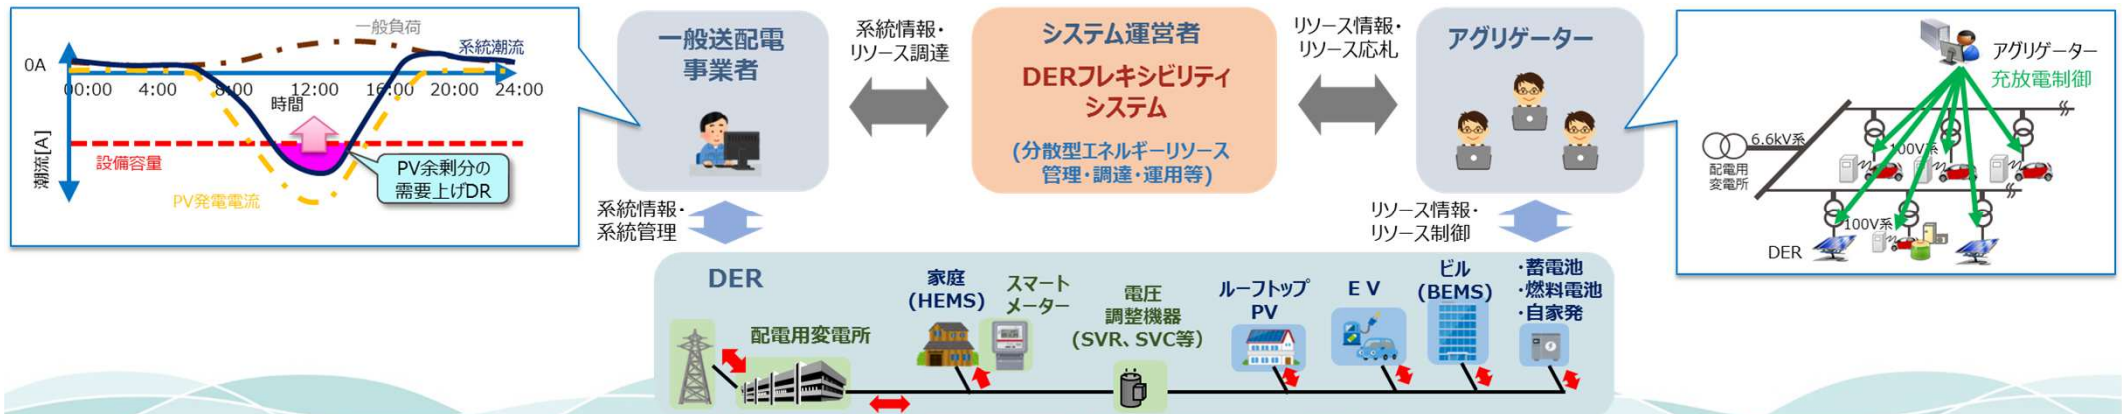 一般負荷
系統潮流
0A
00:00 4:00 8:00 12:00 16:00 20:00 24:00
時間
潮流[A]
設備容量
PV余剰分の
需要上げDR
PV発電電流
一般送配電
事業者
系統情報・
リソース調達
システム運営者
DERフレキシビリティ
システム
(分散型エネルギーリソース
管理・調達・運用等)
リソース情報・
リソース応札
アグリゲーター
アグリゲーター
充放電制御
6.6kV系
100V系
配電用
変電所
100V系
DER
系統情報・
系統管理
リソース情報・
リソース制御
DER
配電用変電所
家庭
(HEMS)
スマート
メーター
電圧
調整機器
(SVR、SVC等)
ルーフトップ
PV
ＥＶ
ビル
(BEMS)
・蓄電池
・燃料電池
・自家発